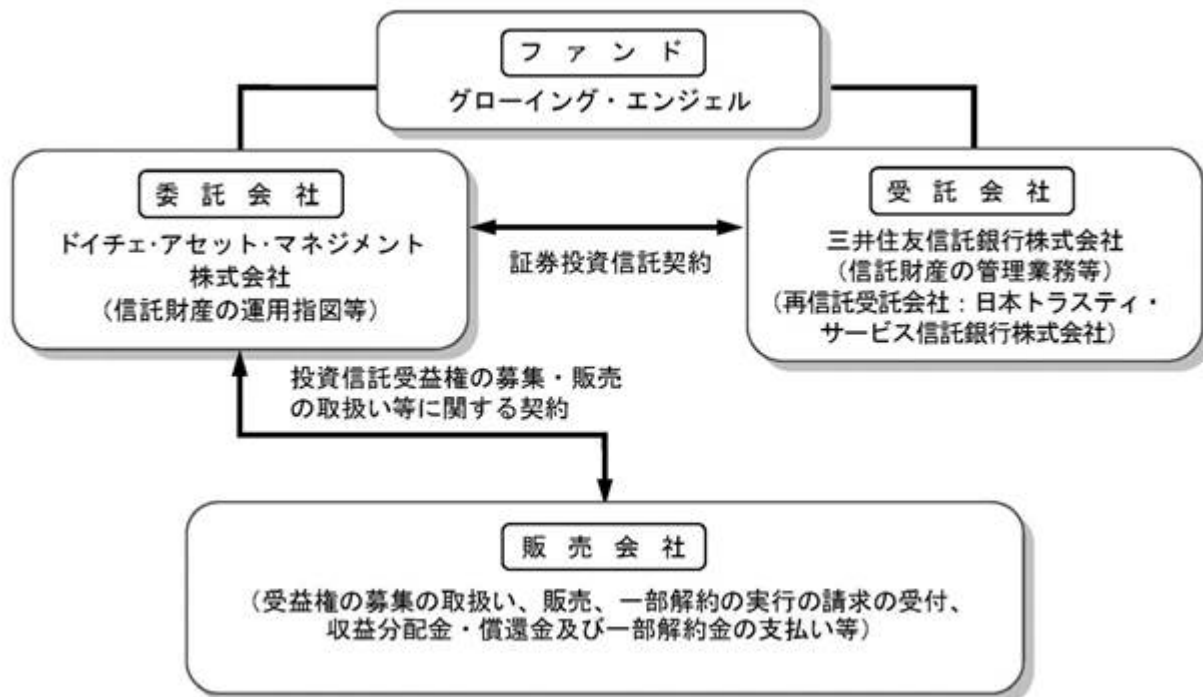 ファンド
グローイング・エンジェル
委託会社
ドイチェ・アセット・マネジメント
株式会社
(信託財産の運用指図等)
証券投資信託契約
受託会社
三井住友信託銀行株式会社
(信託財産の管理業務等)
(再信託受託会社：日本トラスティ・
サービス信託銀行株式会社)
投資信託受益権の募集・販売
の取扱い等に関する契約
販売会社
(受益権の募集の取扱い、販売、一部解約の実行の請求の受付、
収益分配金・償還金及び一部解約金の支払い等)